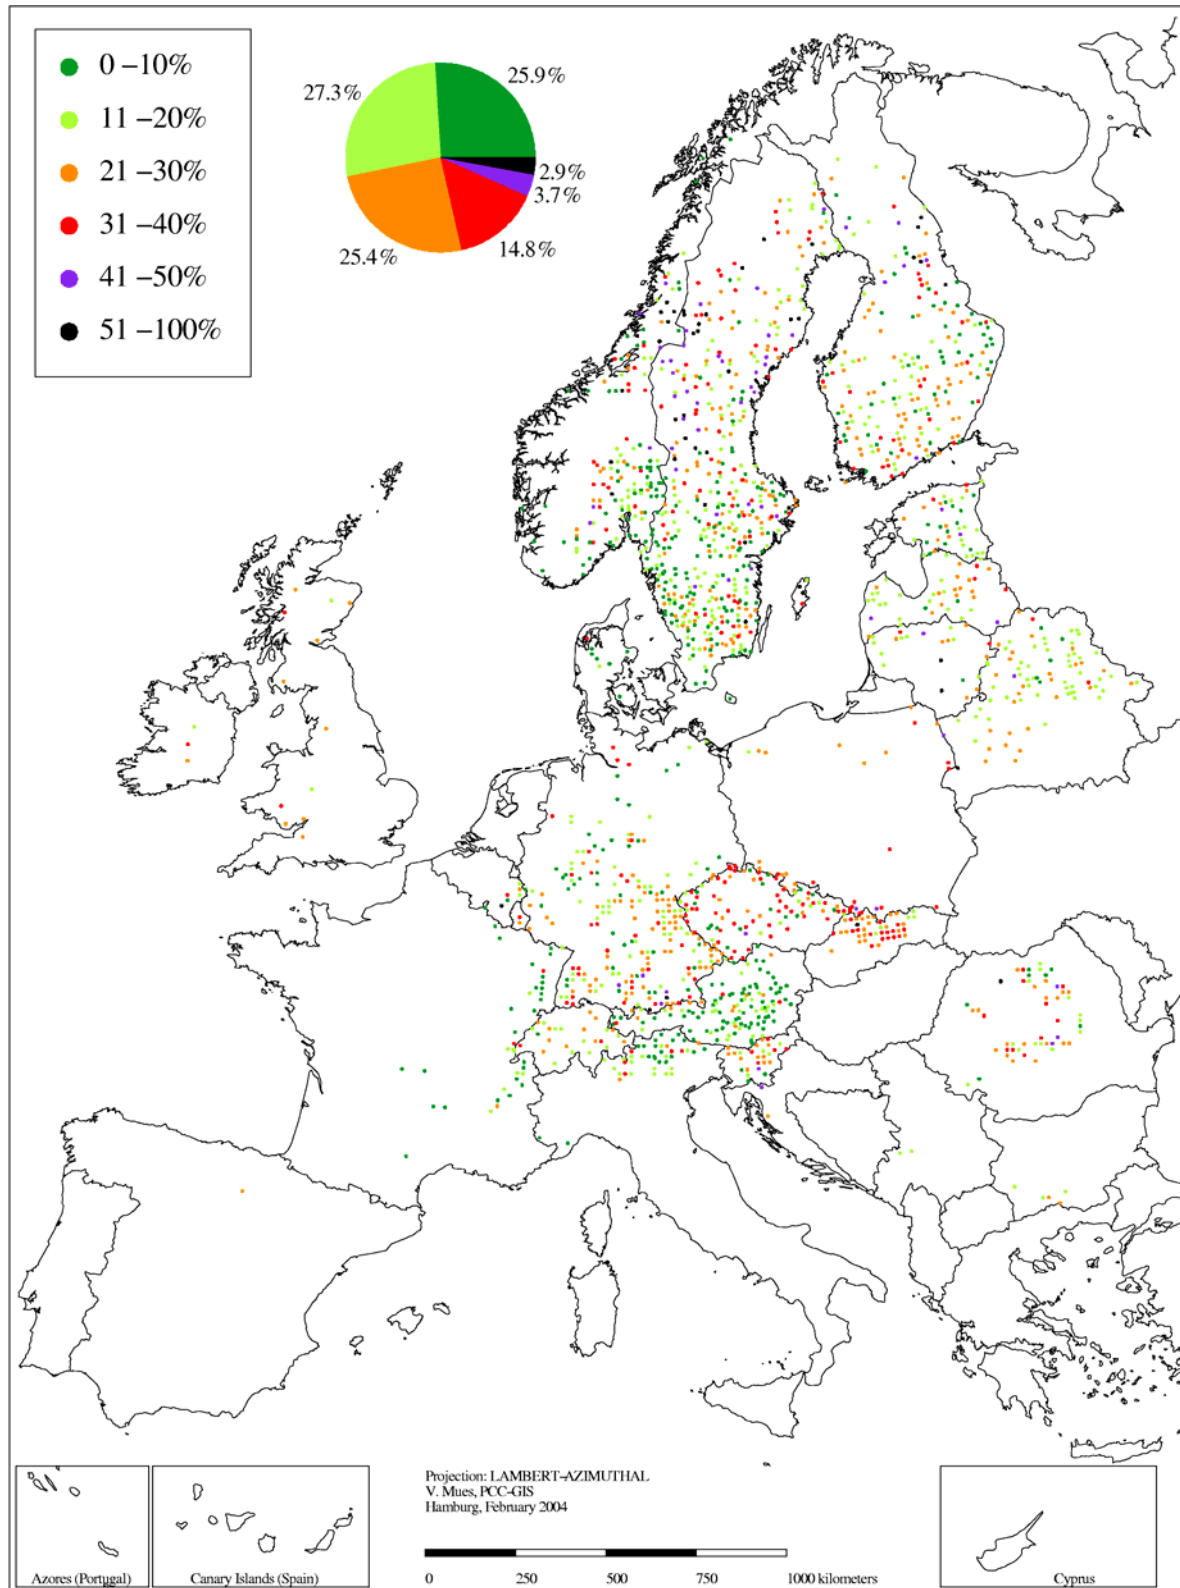 0 –10%
11 –20%
21 –30%
31 –40%
41 –50%
51 –100%
27.3%
25.9%
2.9%
3.7%
14.8%
25.4%
Projection: LAMBERT–AZIMUTHAL
V. Mues, PCC–GIS
Hamburg, February 2004
0 250 500 750 1000 kilometers
Azores (Portugal)
Canary Islands (Spain)
Cyprus